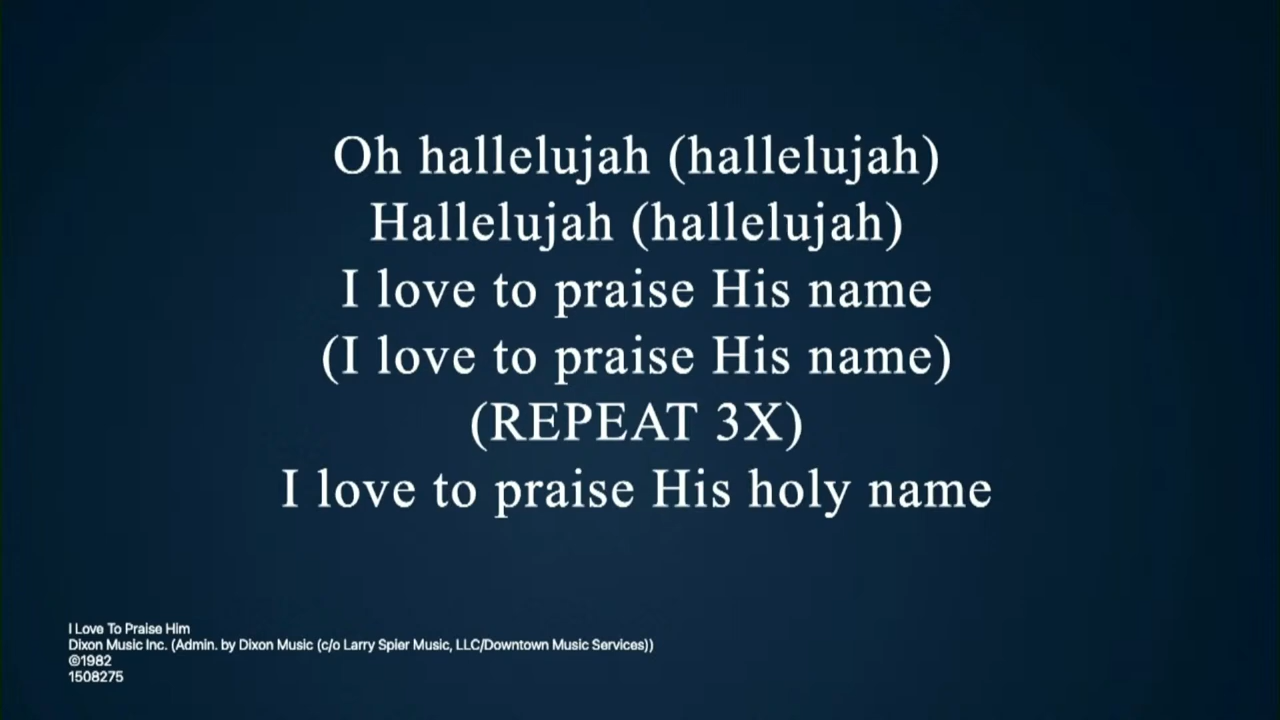 Oh hallelujah (hallelujah)
Hallelujah (hallelujah)
I love to praise His name
(I love to praise His name)
(REPEAT 3X)
I love to praise His holy name
I Love To Praise Him
Dixon Music Inc. (Admin. by Dixon Music (c/o Larry Spier Music, LLC/Downtown Music Services))
©1982
1508275